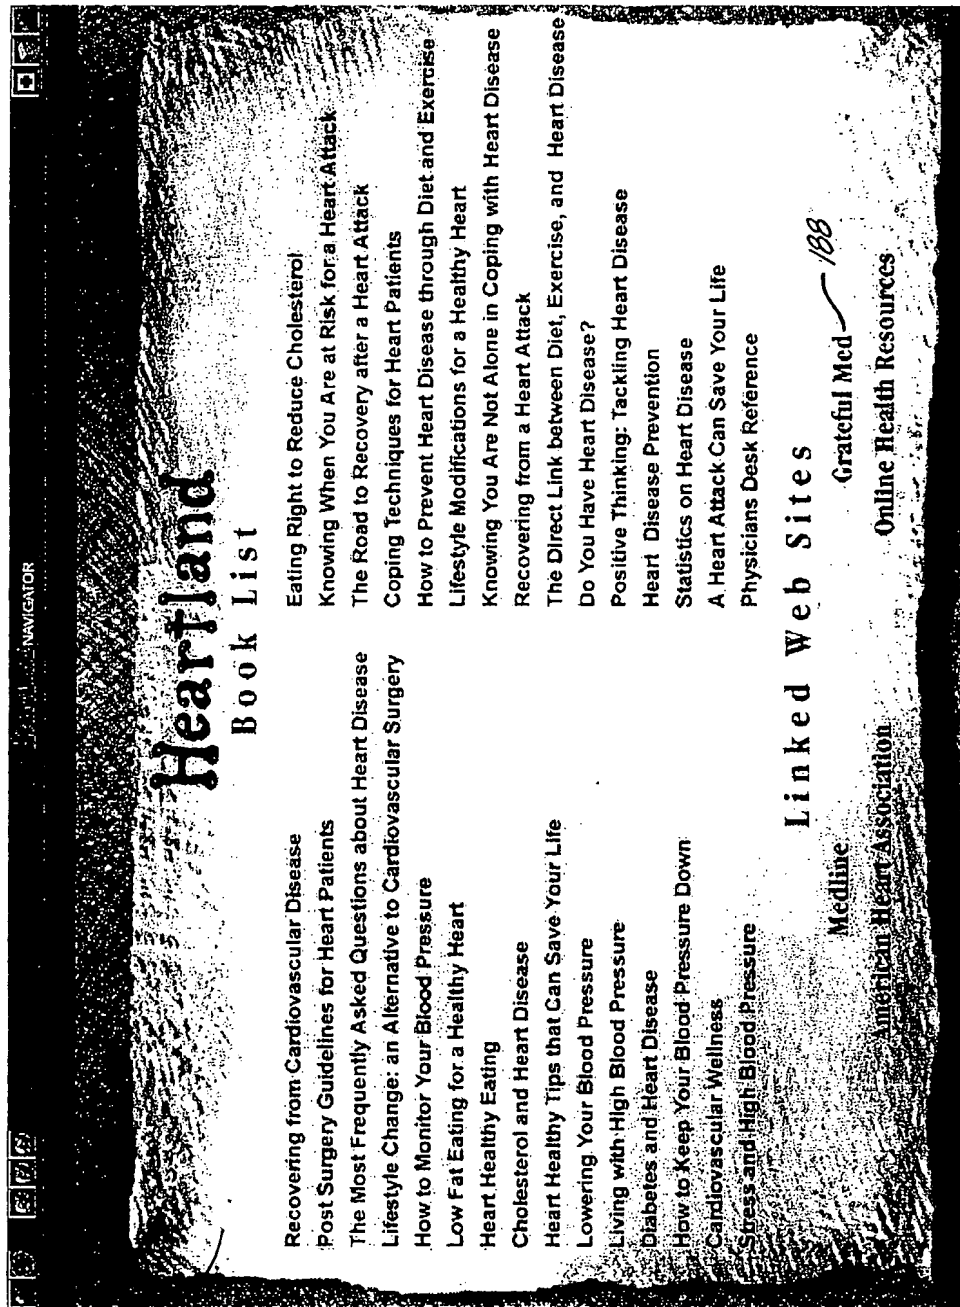 NAVIGATOR
Heartland
Book List
Recovering from Cardiovascular Disease
Post Surgery Guidelines for Heart Patients
The Most Frequently Asked Questions about Heart Disease
Lifestyle Change: an Alternative to Cardiovascular Surgery
How to Monitor Your Blood Pressure
Low Fat Eating for a Healthy Heart
Heart Healthy Eating
Cholesterol and Heart Disease
Heart Healthy Tips that Can Save Your Life
Lowering Your Blood Pressure
Living with High Blood Pressure
Diabetes and Heart Disease
How to Keep Your Blood Pressure Down
Cardiovascular Wellness
Stress and High Blood Pressure
Eating Right to Reduce Cholesterol
Knowing When You Are at Risk for a Heart Attack
The Road to Recovery after a Heart Attack
Coping Techniques for Heart Patients
How to Prevent Heart Disease through Diet and Exercise
Lifestyle Modifications for a Healthy Heart
Knowing You Are Not Alone in Coping with Heart Disease
Recovering from a Heart Attack
The Direct Link between Diet, Exercise, and Heart Disease
Do You Have Heart Disease?
Positive Thinking: Tackling Heart Disease
Heart Disease Prevention
Statistics on Heart Disease
A Heart Attack Can Save Your Life
Physicians Desk Reference
Linked Web Sites
Medline
Grateful Med
188
American Heart Association
Online Health Resources